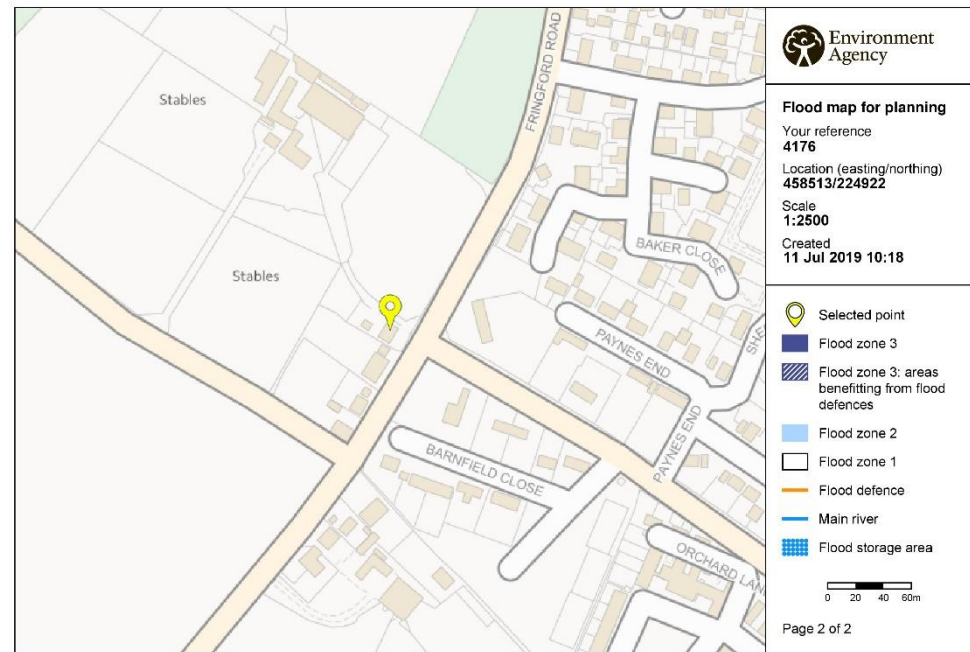 Stables
Stables
FRINGFORD ROAD
BAKER CLOSE
PAYNES END
PAYNES END
BARNFIELD CLOSE
ORCHARD LAN
SHE
Environment
Agency
Flood map for planning
Your reference
4176
Location (easting/northing)
458513/224922
Scale
1:2500
Created
11 Jul 2019 10:18
Selected point
Flood zone 3
Flood zone 3: areas
benefitting from flood
defences
Flood zone 2
Flood zone 1
Flood defence
Main river
Flood storage area
0 20 40 60m
Page 2 of 2